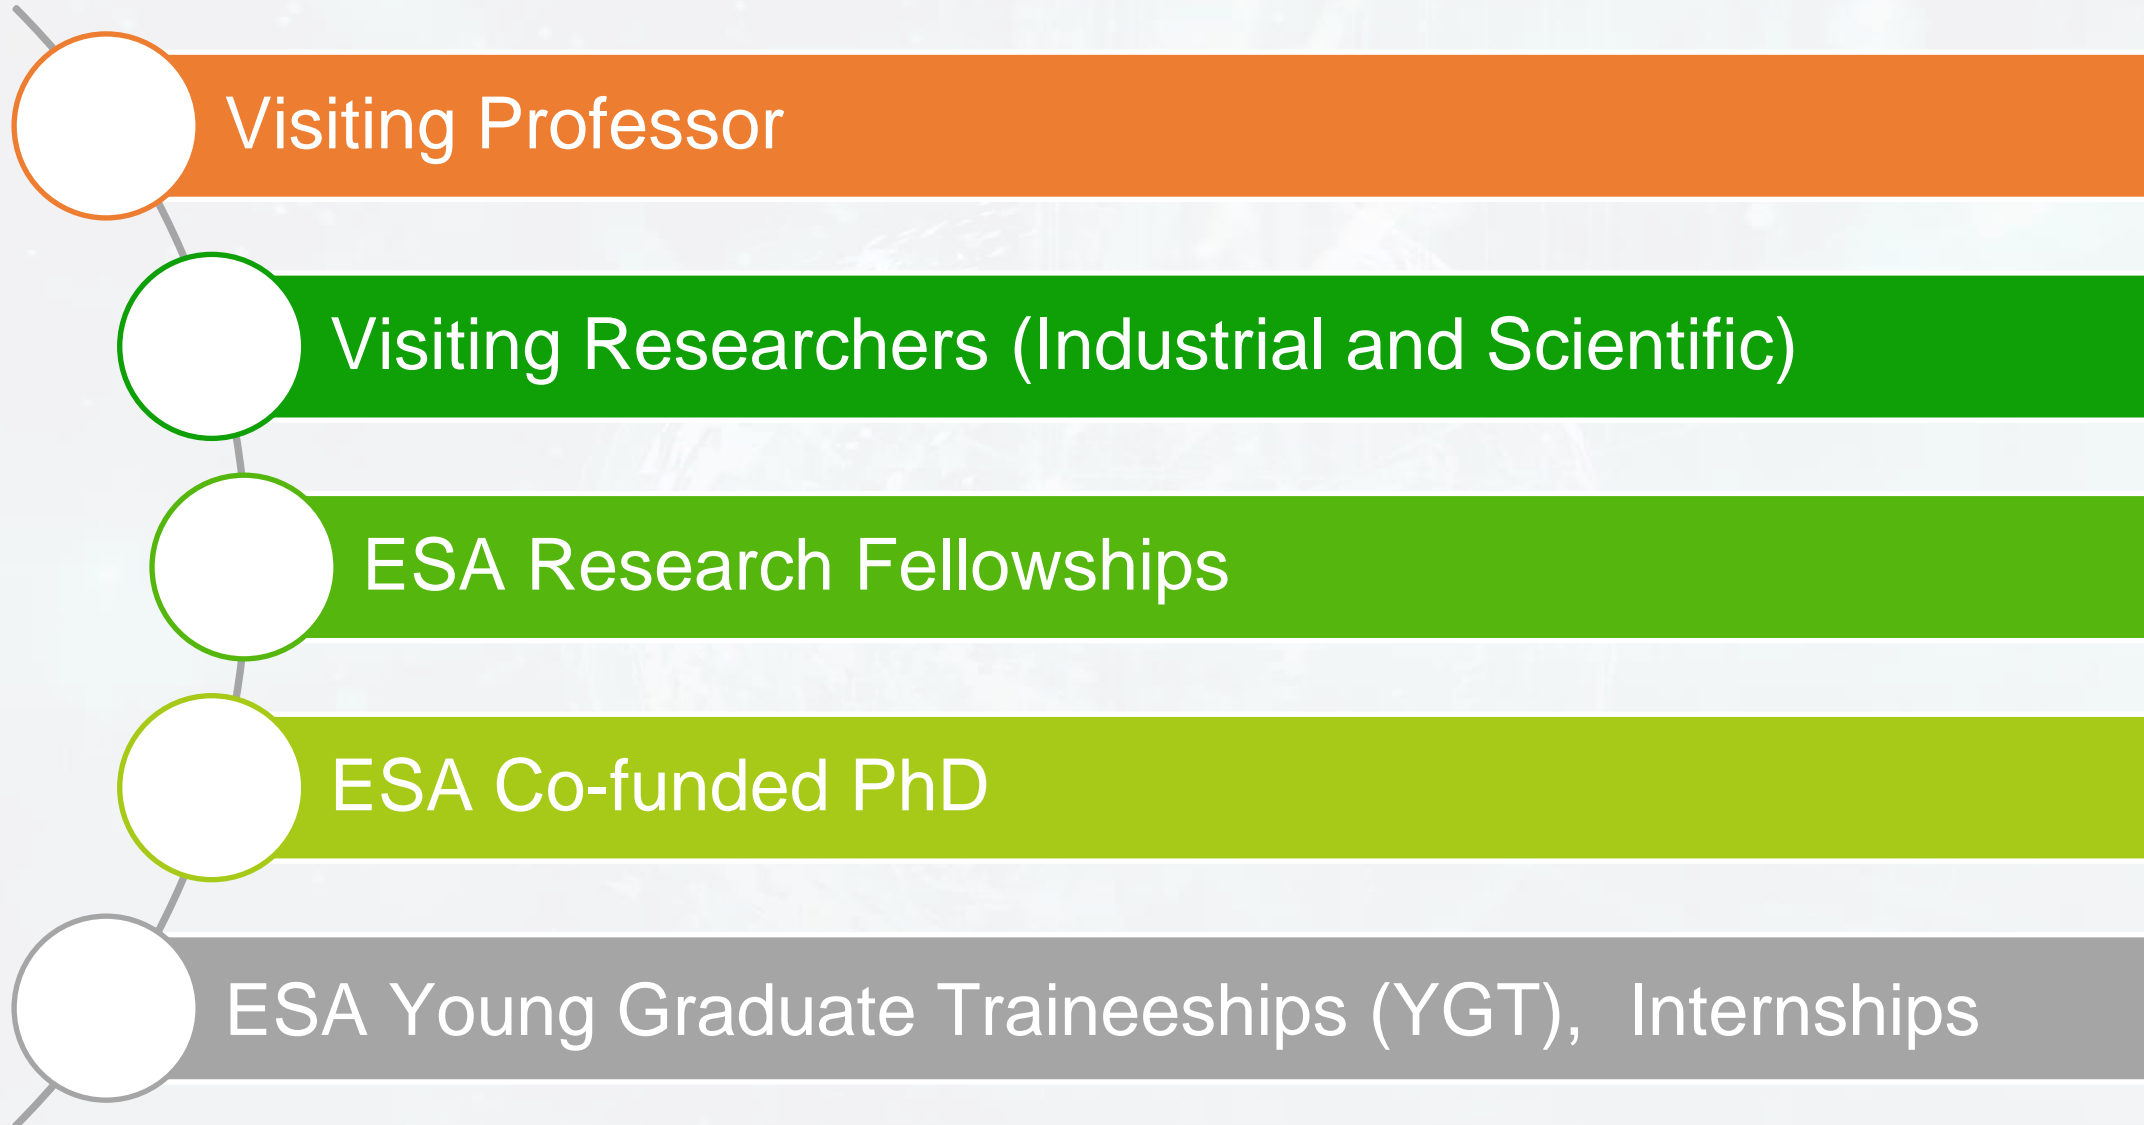 Visiting Professor
Visiting Researchers (Industrial and Scientific)
ESA Research Fellowships
ESA Co-funded PhD
ESA Young Graduate Traineeships (YGT), Internships